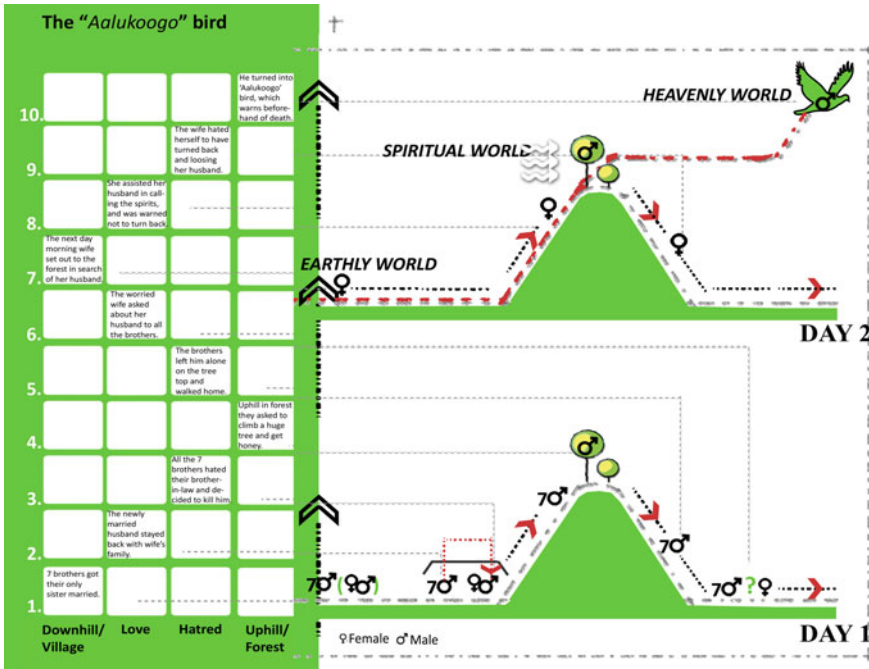 The "Aalukoogo" bird
He turned into
'Aalukoogo'
bird, which
warns before-
hand of death.
10.
The wife hated
herself to have
turned back
and loosing
her husband.
9.
She assisted her
husband in call-
ing the spirits,
and was warned
not to turn back.
8.
The next day
morning wife
set out to the
forest in search
of her husband.
7.
The worried
wife asked
about her
husband to all
the brothers.
6.
The brothers
left him alone
on the tree
top and
walked home.
5.
Uphill in forest
they asked to
climb a huge
tree and get
honey.
4.
All the 7
brothers hated
their brother-
in-law and de-
cided to kill him.
3.
The newly
married
husband stayed
back with wife's
family.
2.
7 brothers got
their only
sister married.
1.
Downhill/
Village
Love
Hatred
Uphill/
Forest
HEAVENLY WORLD
♂
SPIRITUAL WORLD
♂
♀
♀
EARTHLY WORLD
♀
DAY 2
♂
7♂
7♂
7♂(♀♂)
7♂ ♀♂
7♂?♀
DAY 1
♀Female ♂Male